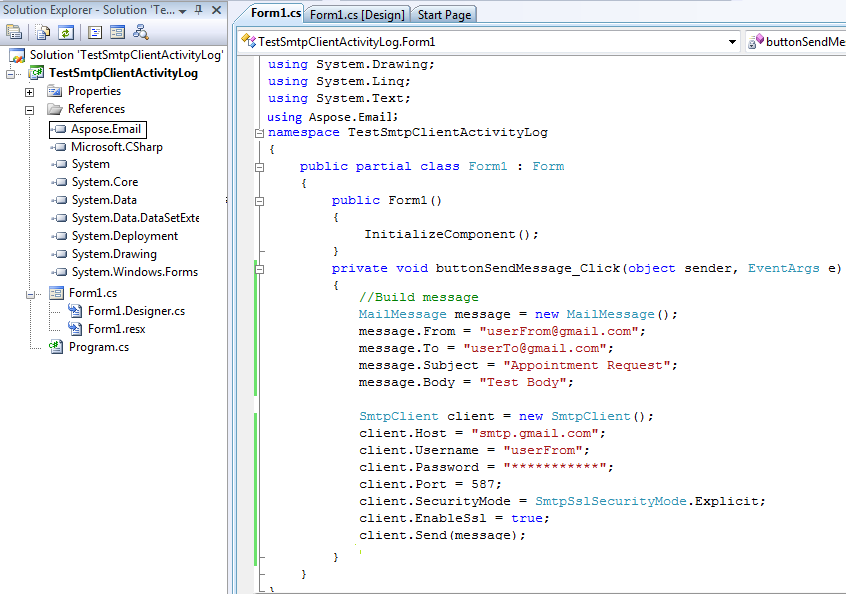 Solution Explorer - Solution 'Te...
Solution 'TestSmtpClientActivityLog'
TestSmtpClientActivityLog
Properties
References
Aspose.Email
Microsoft.CSharp
System
System.Core
System.Data
System.Data.DataSetExte
System.Deployment
System.Drawing
System.Windows.Forms
Form1.cs
Form1.Designer.cs
Form1.resx
Program.cs
Form1.cs Form1.cs [Design] Start Page
TestSmtpClientActivityLog.Form1 buttonSendMe
using System.Drawing;
using System.Linq;
using System.Text;
using Aspose.Email;
namespace TestSmtpClientActivityLog
{
public partial class Form1 : Form
{
public Form1()
{
InitializeComponent();
}
private void buttonSendMessage_Click(object sender, EventArgs e)
{
//Build message
MailMessage message = new MailMessage();
message.From = "userFrom@gmail.com";
message.To = "userTo@gmail.com";
message.Subject = "Appointment Request";
message.Body = "Test Body";
SmtpClient client = new SmtpClient();
client.Host = "smtp.gmail.com";
client.Username = "userFrom";
client.Password = "***********";
client.Port = 587;
client.SecurityMode = SmtpSslSecurityMode.Explicit;
client.EnableSsl = true;
client.Send(message);
}
}
}